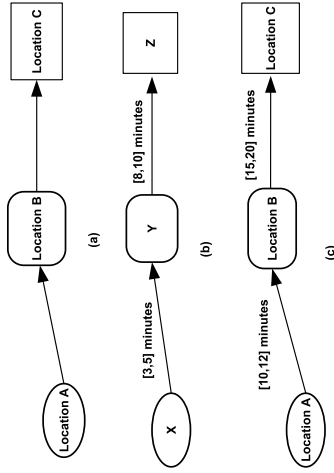 Location A
Location B
Location C
(a)
X
[3,5] minutes
Y
[8,10] minutes
Z
(b)
Location A
[10,12] minutes
Location B
[15,20] minutes
Location C
(c)